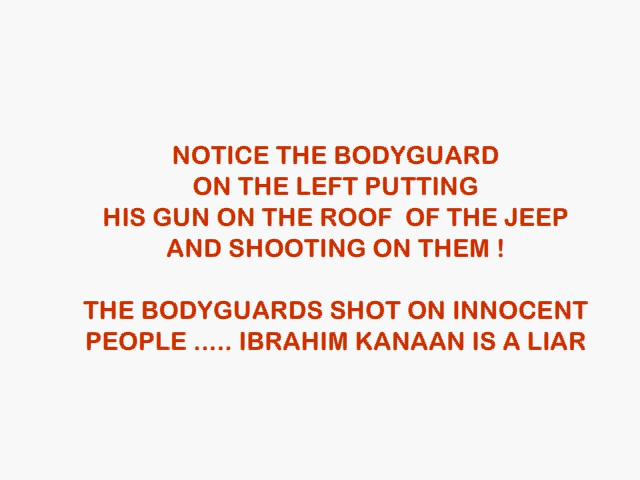 NOTICE THE BODYGUARD
ON THE LEFT PUTTING
HIS GUN ON THE ROOF  OF THE JEEP
AND SHOOTING ON THEM !
THE BODYGUARDS SHOT ON INNOCENT
PEOPLE ..... IBRAHIM KANAAN IS A LIAR